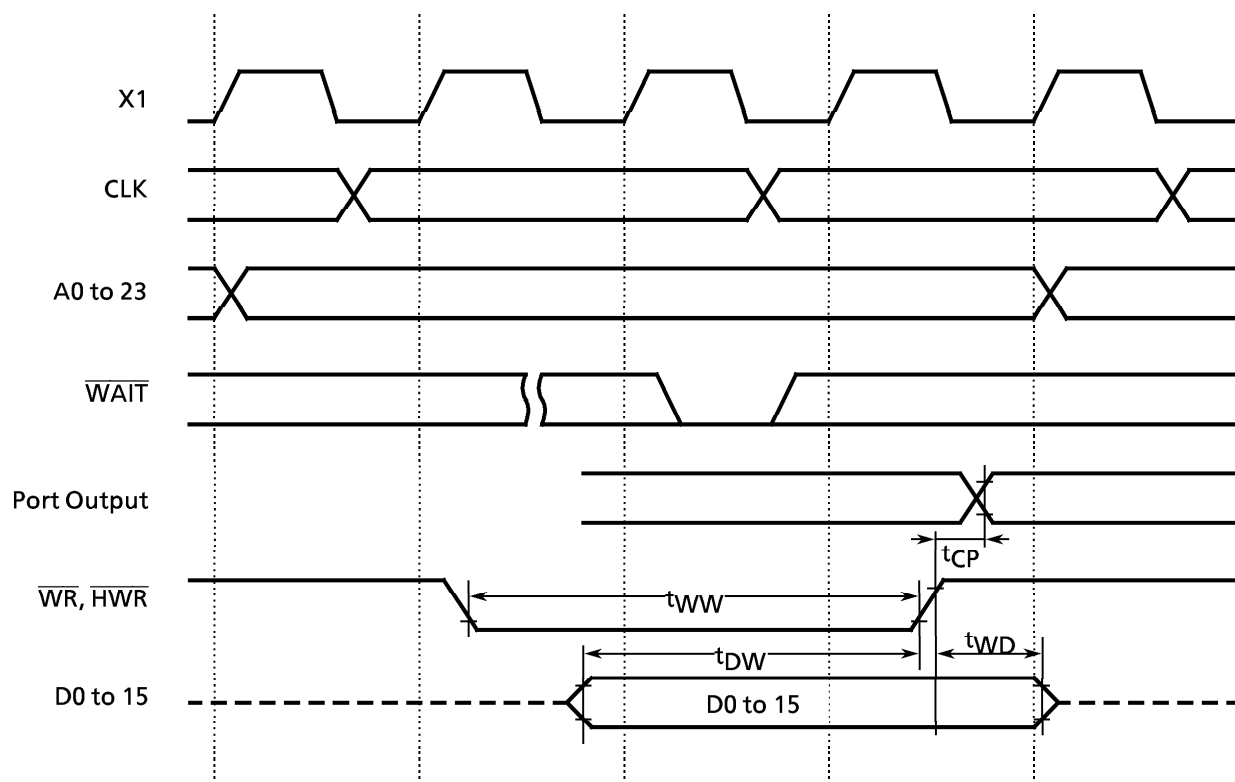 X1
CLK
A0 to 23
WAIT
Port Output
tCP
WR, HWR
tWW
tWD
tDW
D0 to 15
D0 to 15